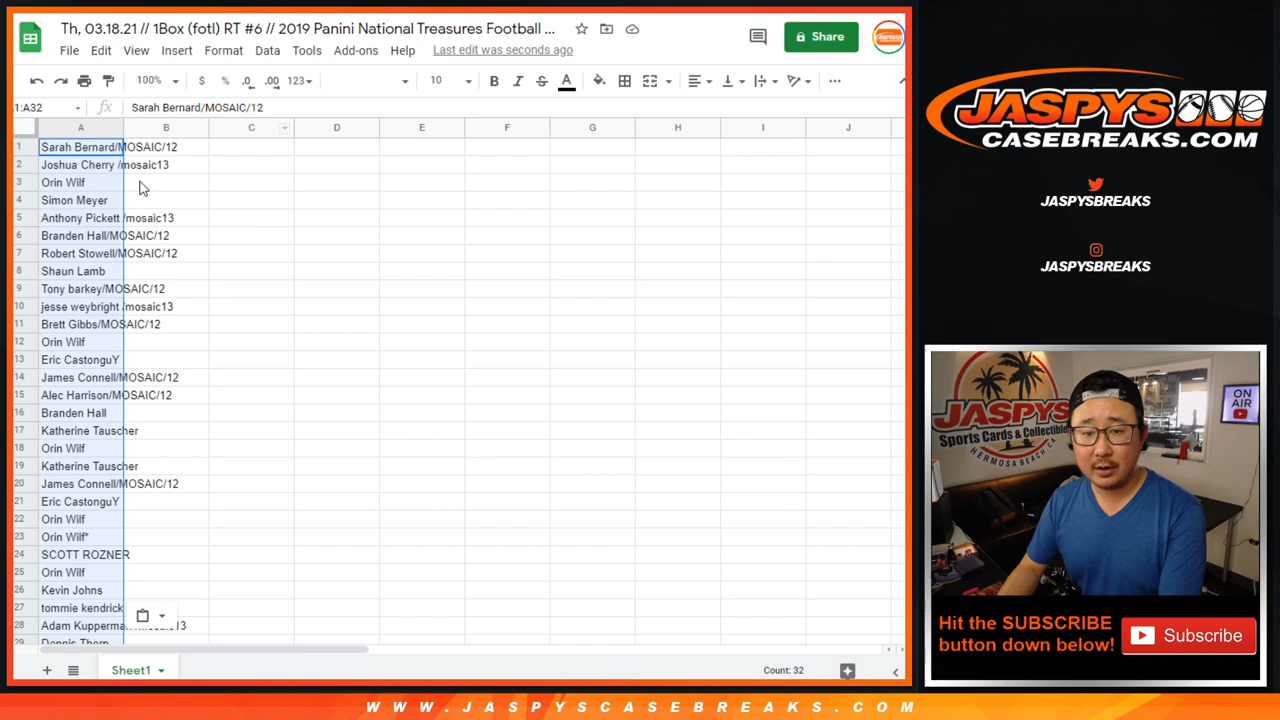 Th, 03.18.21 // 1Box (fotl) RT #6 // 2019 Panini National Treasures Football ...
File Edit View Insert Format Data Tools Add-ons Help Last edit was seconds ago
Share
100% $ % .0 .00 123 10 B I S A
1:A32 fx Sarah Bernard/MOSAIC/12
A B C D E F G H I J
1 Sarah Bernard/MOSAIC/12
2 Joshua Cherry /mosaic13
3 Orin Wilf
4 Simon Meyer
5 Anthony Pickett /mosaic13
6 Branden Hall/MOSAIC/12
7 Robert Stowell/MOSAIC/12
8 Shaun Lamb
9 Tony barkey/MOSAIC/12
10 jesse weybright /mosaic13
11 Brett Gibbs/MOSAIC/12
12 Orin Wilf
13 Eric CastonguY
14 James Connell/MOSAIC/12
15 Alec Harrison/MOSAIC/12
16 Branden Hall
17 Katherine Tauscher
18 Orin Wilf
19 Katherine Tauscher
20 James Connell/MOSAIC/12
21 Eric CastonguY
22 Orin Wilf
23 Orin Wilf*
24 SCOTT ROZNER
25 Orin Wilf
26 Kevin Johns
27 tommie kendrick
28 Adam Kupperman
29 Dennis Thorp
Sheet1
Count: 32
JASPYS
CASEBREAKS.COM
JASPYSBREAKS
JASPYSBREAKS
JASPYS
Sports Cards & Collectibles
HERMOSA BEACH, CA
ON AIR
Hit the SUBSCRIBE
button down below!
Subscribe
WWW.JASPYSCASEBREAKS.COM